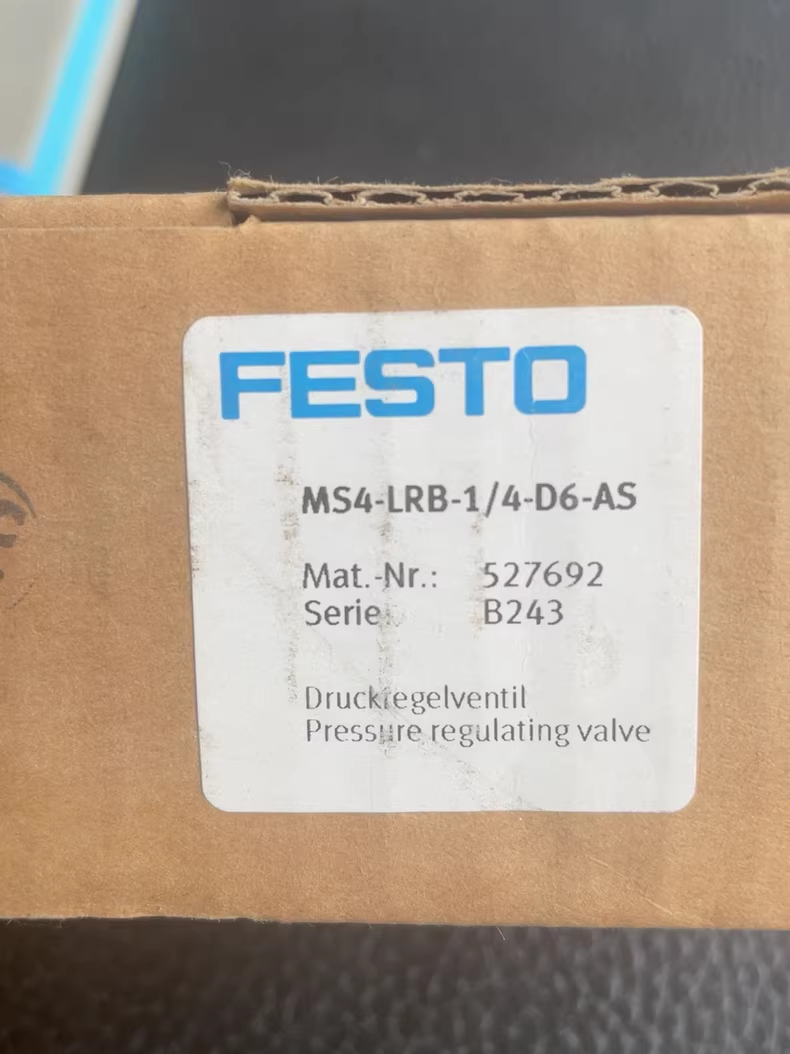 FESTO
MS4-LRB-1/4-D6-AS
Mat.-Nr.: 527692
Serie: B243
Druckregelventil
Pressure regulating valve